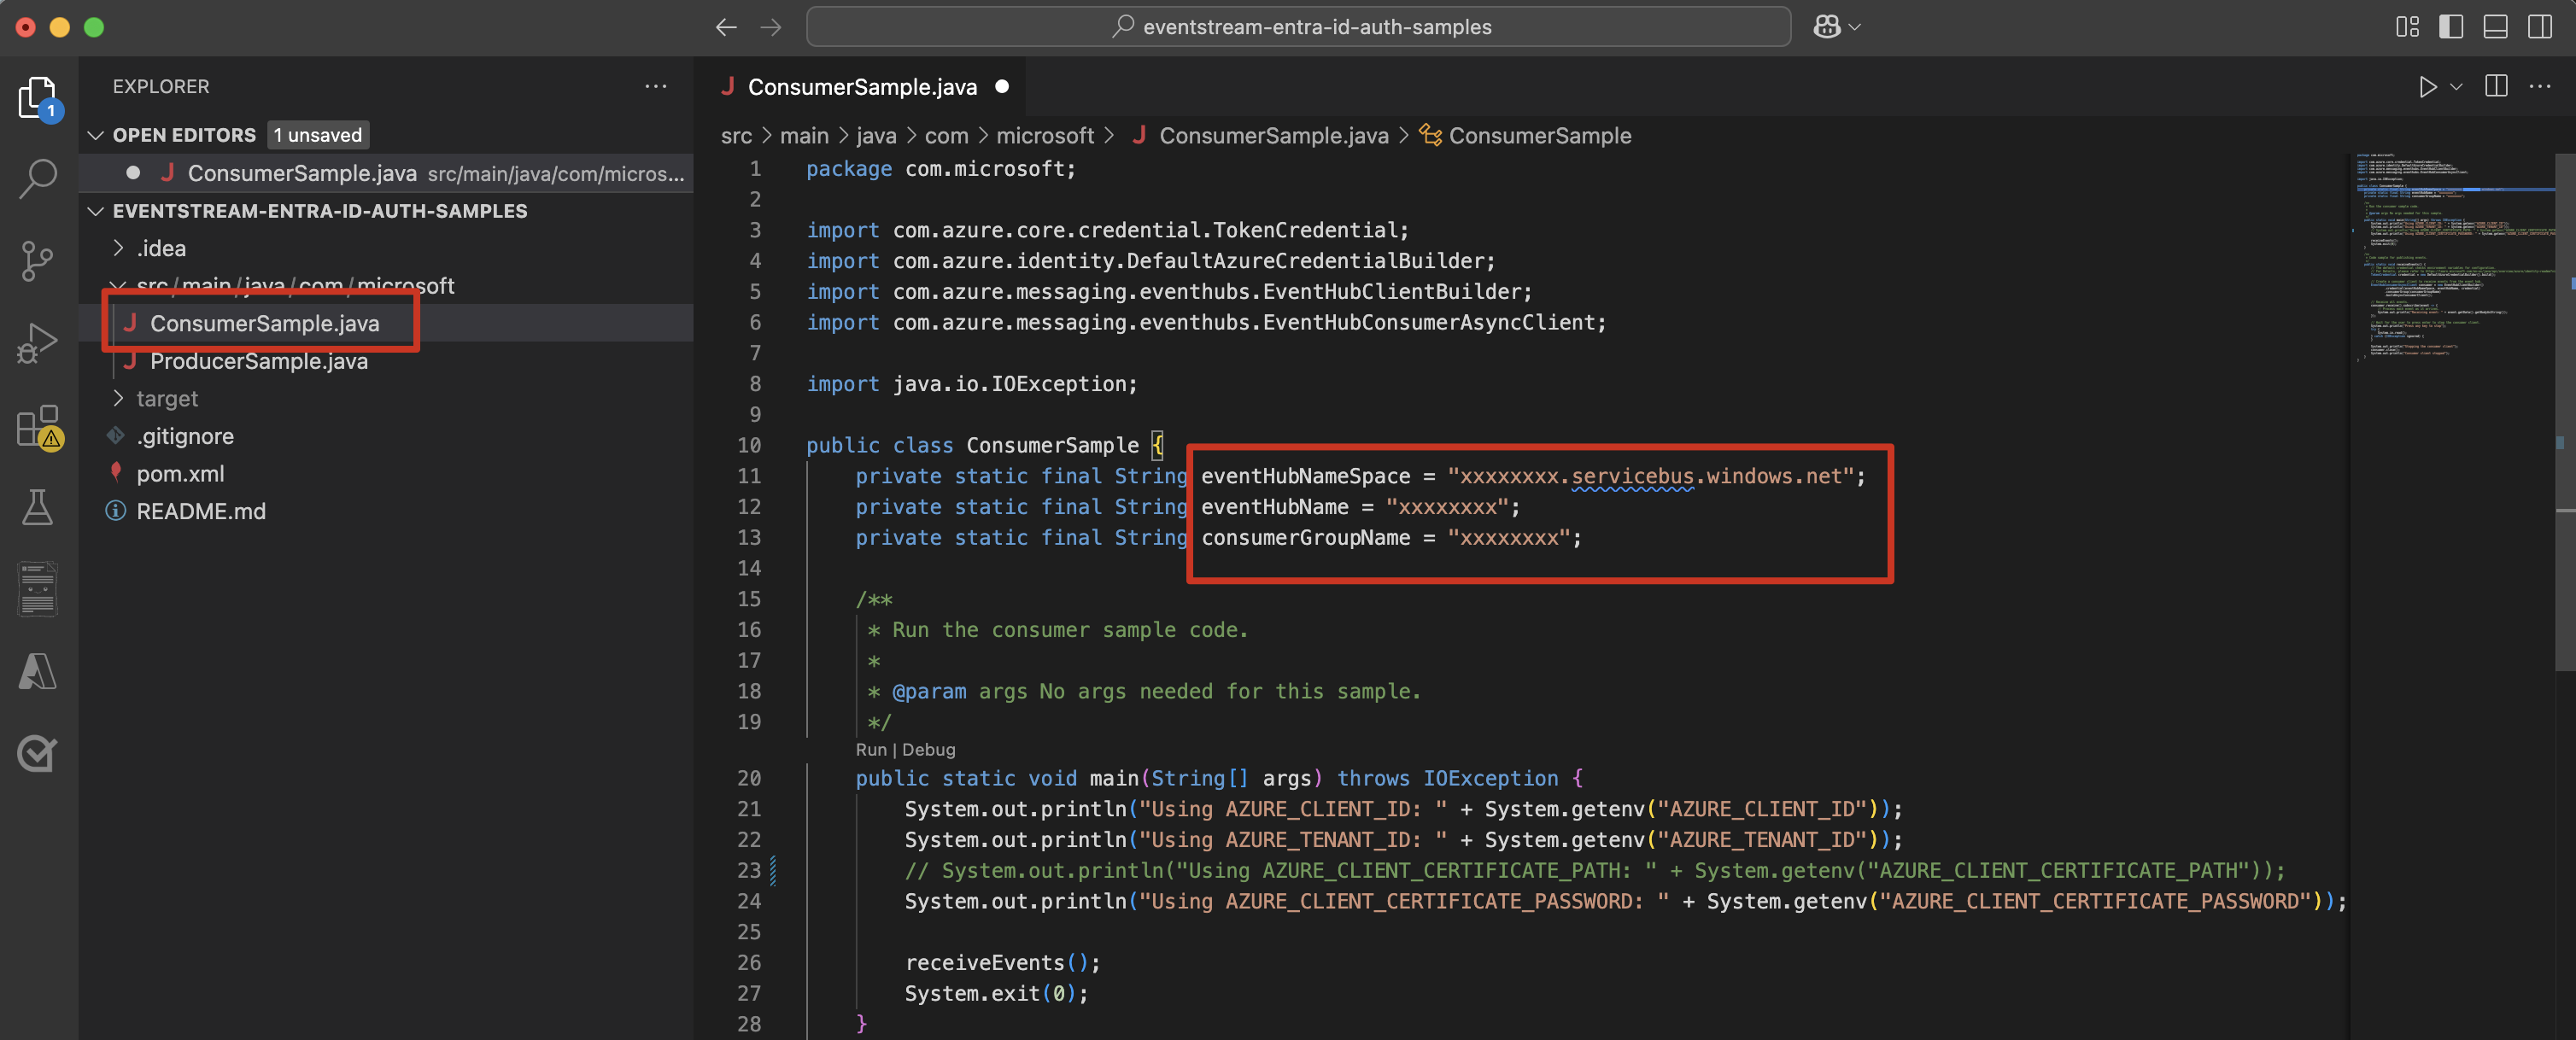 eventstream-entra-id-auth-samples
EXPLORER
OPEN EDITORS 1 unsaved
ConsumerSample.java src/main/java/com/micros...
EVENTSTREAM-ENTRA-ID-AUTH-SAMPLES
.idea
src/main/java/com/microsoft
ConsumerSample.java
ProducerSample.java
target
.gitignore
pom.xml
README.md
1
ConsumerSample.java
src > main > java > com > microsoft > ConsumerSample.java > ConsumerSample
1 package com.microsoft;
2
3 import com.azure.core.credential.TokenCredential;
4 import com.azure.identity.DefaultAzureCredentialBuilder;
5 import com.azure.messaging.eventhubs.EventHubClientBuilder;
6 import com.azure.messaging.eventhubs.EventHubConsumerAsyncClient;
7
8 import java.io.IOException;
9
10 public class ConsumerSample {
11 private static final String eventHubNameSpace = "xxxxxxxx.servicebus.windows.net";
12 private static final String eventHubName = "xxxxxxxx";
13 private static final String consumerGroupName = "xxxxxxxx";
14
15 /**
16 * Run the consumer sample code.
17 *
18 * @param args No args needed for this sample.
19 */
Run | Debug
20 public static void main(String[] args) throws IOException {
21 System.out.println("Using AZURE_CLIENT_ID: " + System.getenv("AZURE_CLIENT_ID"));
22 System.out.println("Using AZURE_TENANT_ID: " + System.getenv("AZURE_TENANT_ID"));
23 // System.out.println("Using AZURE_CLIENT_CERTIFICATE_PATH: " + System.getenv("AZURE_CLIENT_CERTIFICATE_PATH"));
24 System.out.println("Using AZURE_CLIENT_CERTIFICATE_PASSWORD: " + System.getenv("AZURE_CLIENT_CERTIFICATE_PASSWORD"));
25
26 receiveEvents();
27 System.exit(0);
28 }